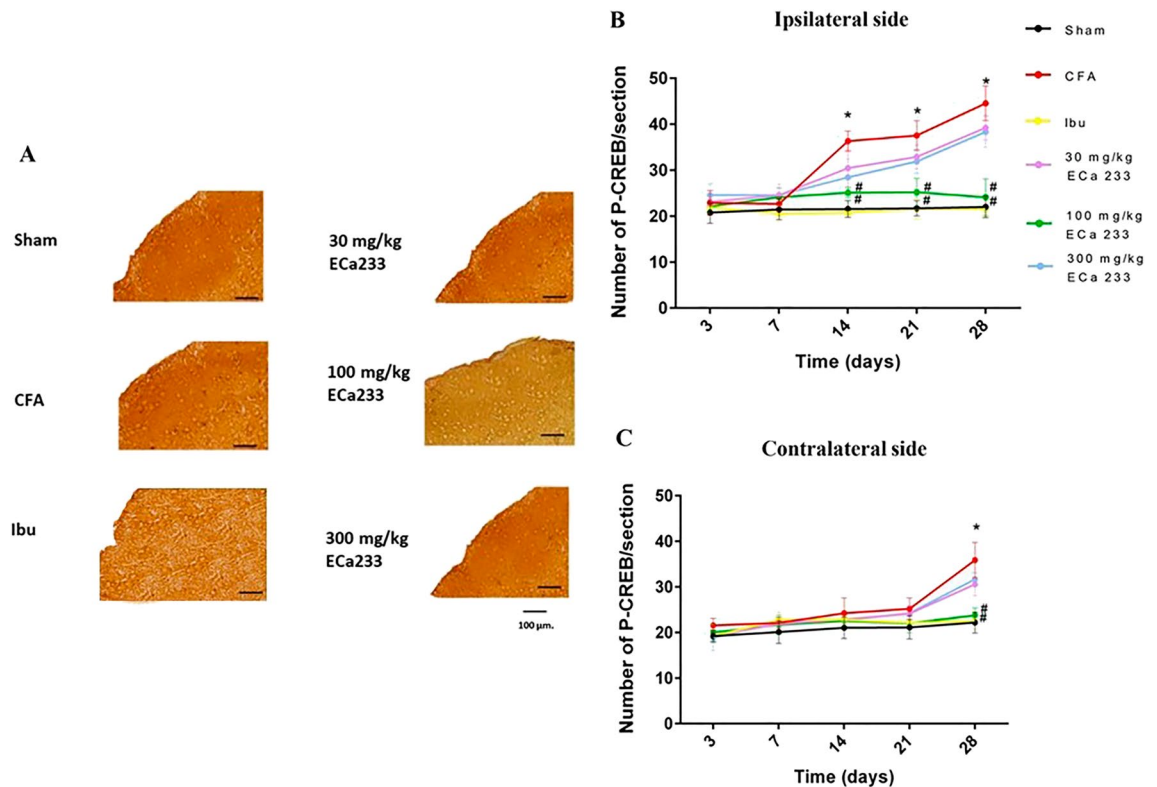 A
Sham
CFA
Ibu
30 mg/kg
ECa233
100 mg/kg
ECa233
300 mg/kg
ECa233
100 µm.
B
Ipsilateral side
Number of P-CREB/section
50
40
30
20
10
0
* * *
# # #
# # #
3 7 14 21 28
Time (days)
Sham
CFA
Ibu
30 mg/kg
ECa 233
100 mg/kg
ECa 233
300 mg/kg
ECa 233
C
Contralateral side
Number of P-CREB/section
50
40
30
20
10
0
*
#
#
3 7 14 21 28
Time (days)